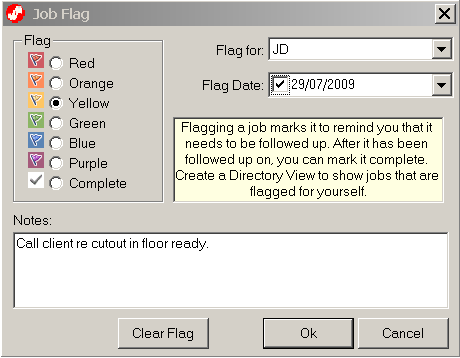 Job Flag
Flag
Red
Orange
Yellow
Green
Blue
Purple
Complete
Flag for: JD
Flag Date: 29/07/2009
Flagging a job marks it to remind you that it
needs to be followed up. After it has been
followed up on, you can mark it complete.
Create a Directory View to show jobs that are
flagged for yourself.
Notes:
Call client re cutout in floor ready.
Clear Flag Ok Cancel